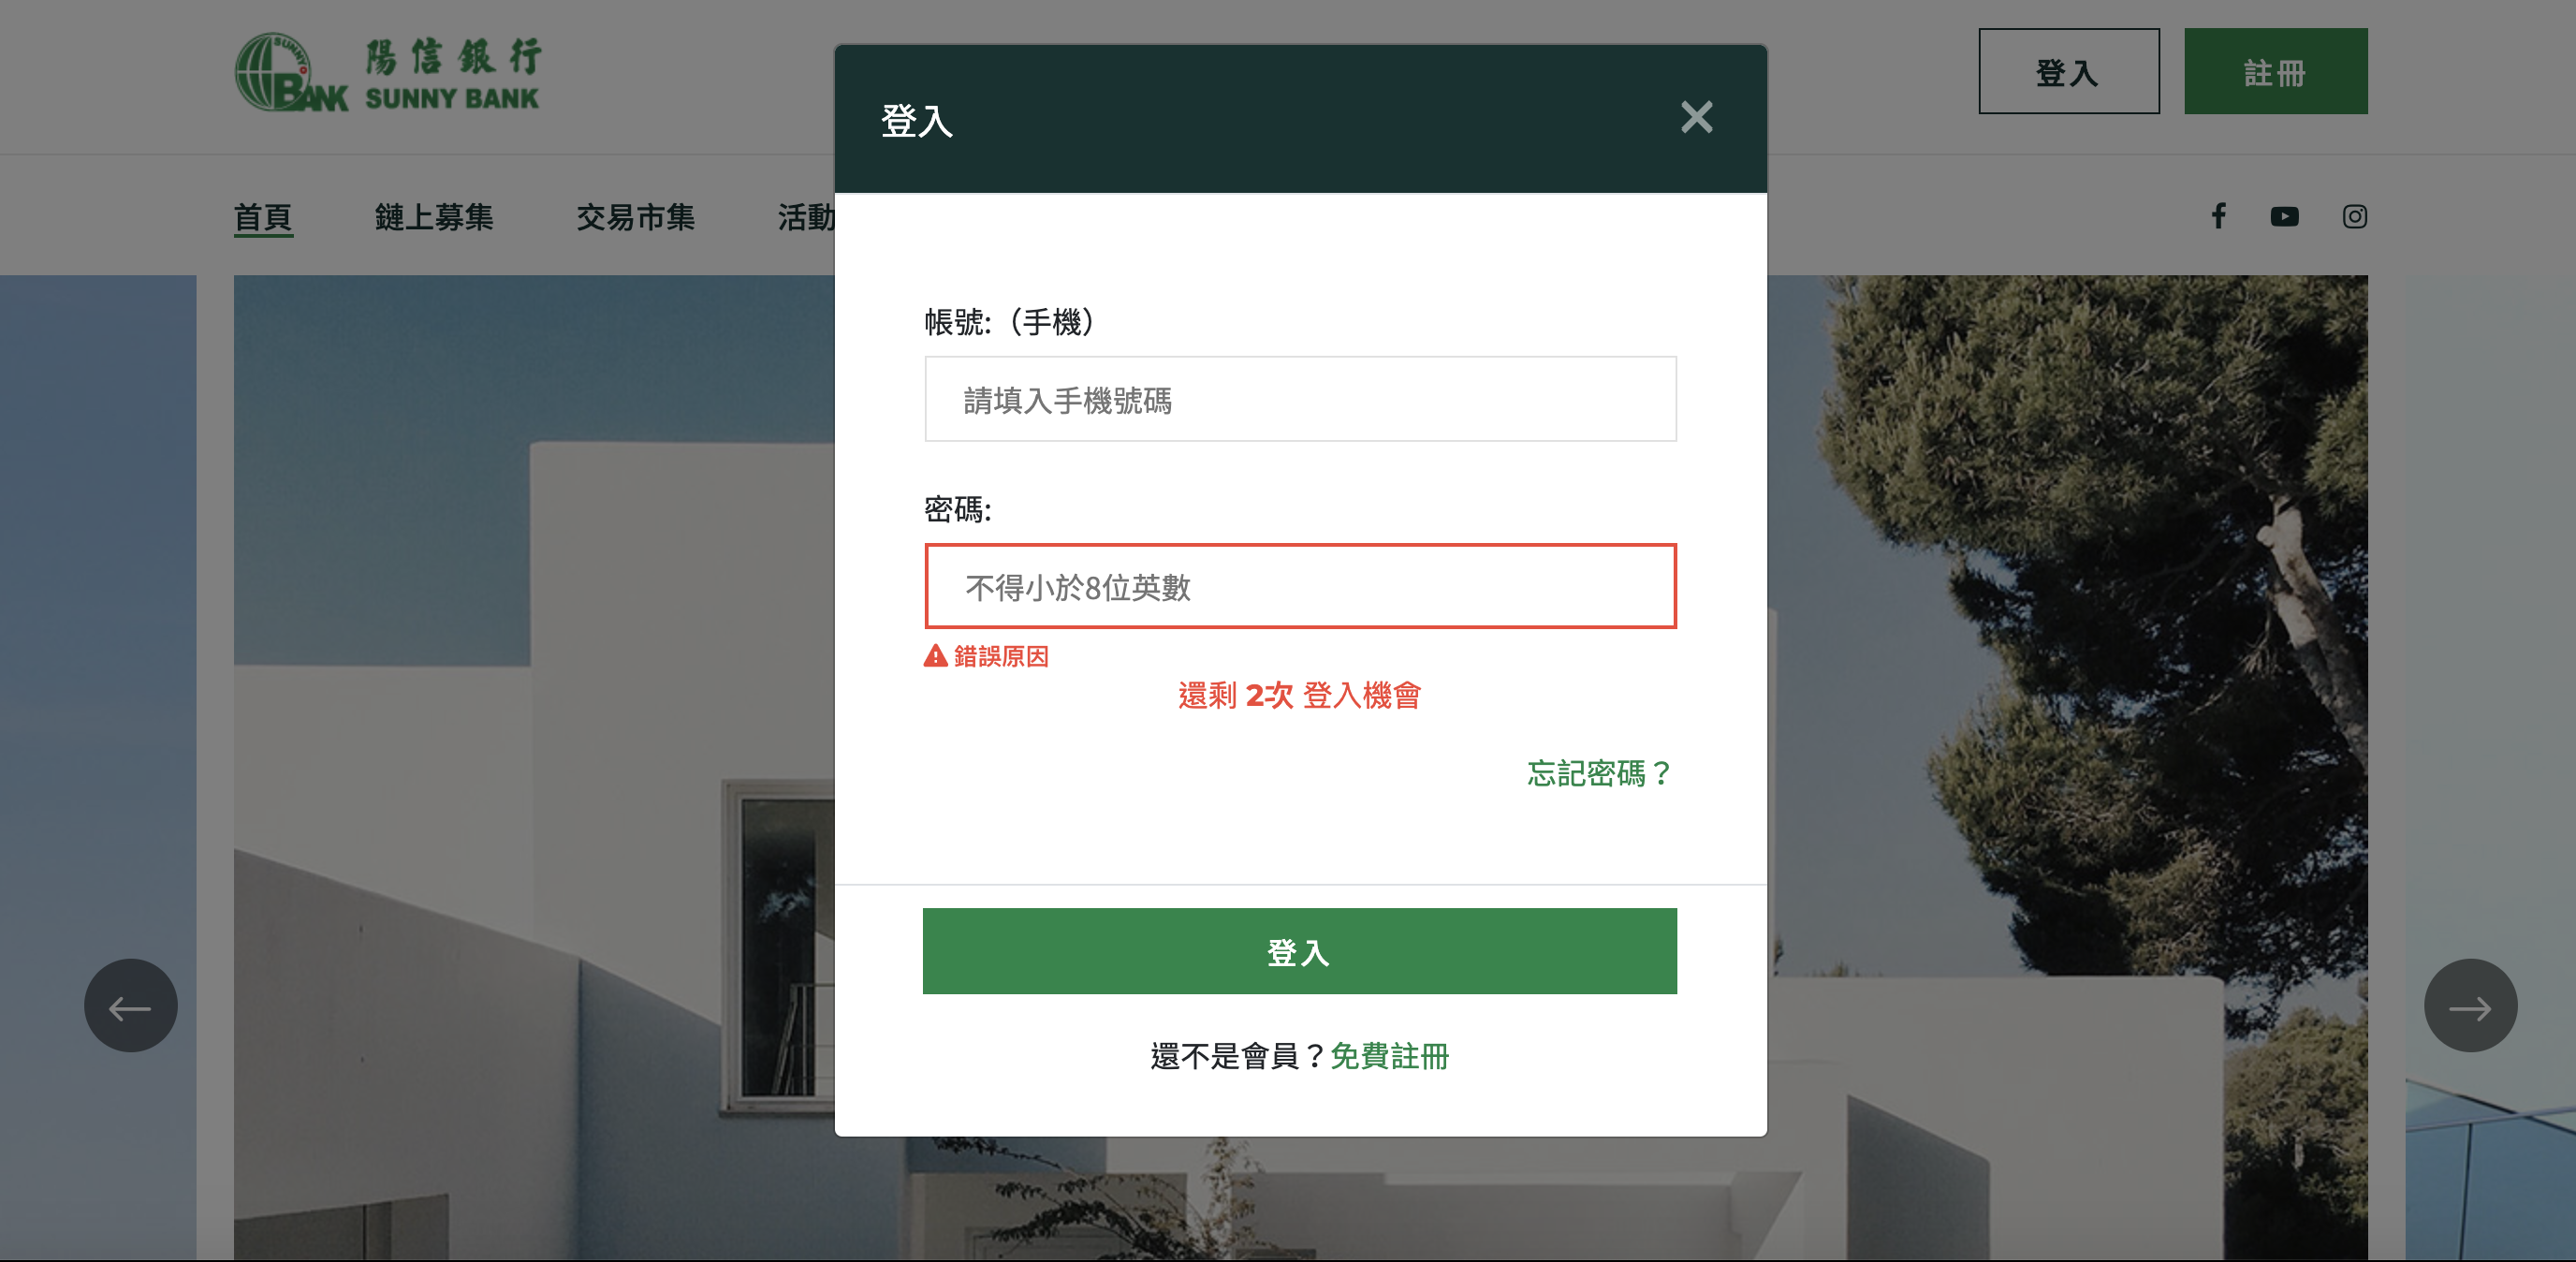 SUNNY
BANK
陽信銀行
SUNNY BANK
登入
註冊
首頁
鏈上募集
交易市集
活動
登入
帳號:（手機）
請填入手機號碼
密碼:
不得小於8位英數
錯誤原因
還剩 2次 登入機會
忘記密碼？
登入
還不是會員？免費註冊